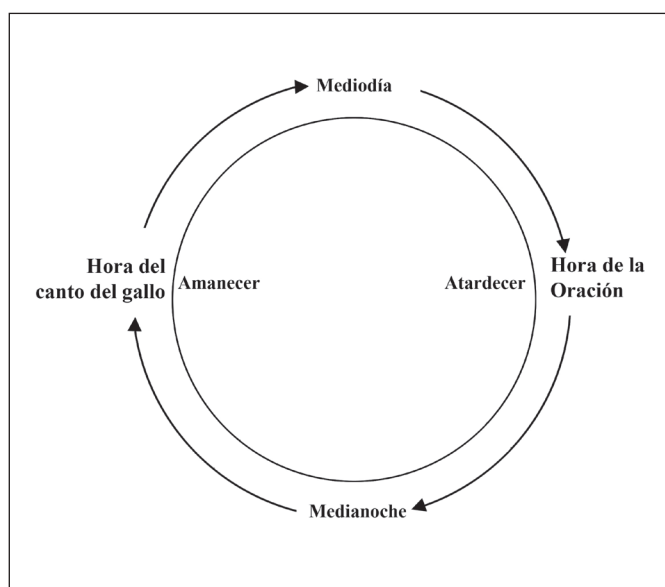 Mediodía
Hora del
canto del gallo
Amanecer
Atardecer
Hora de la
Oración
Medianoche